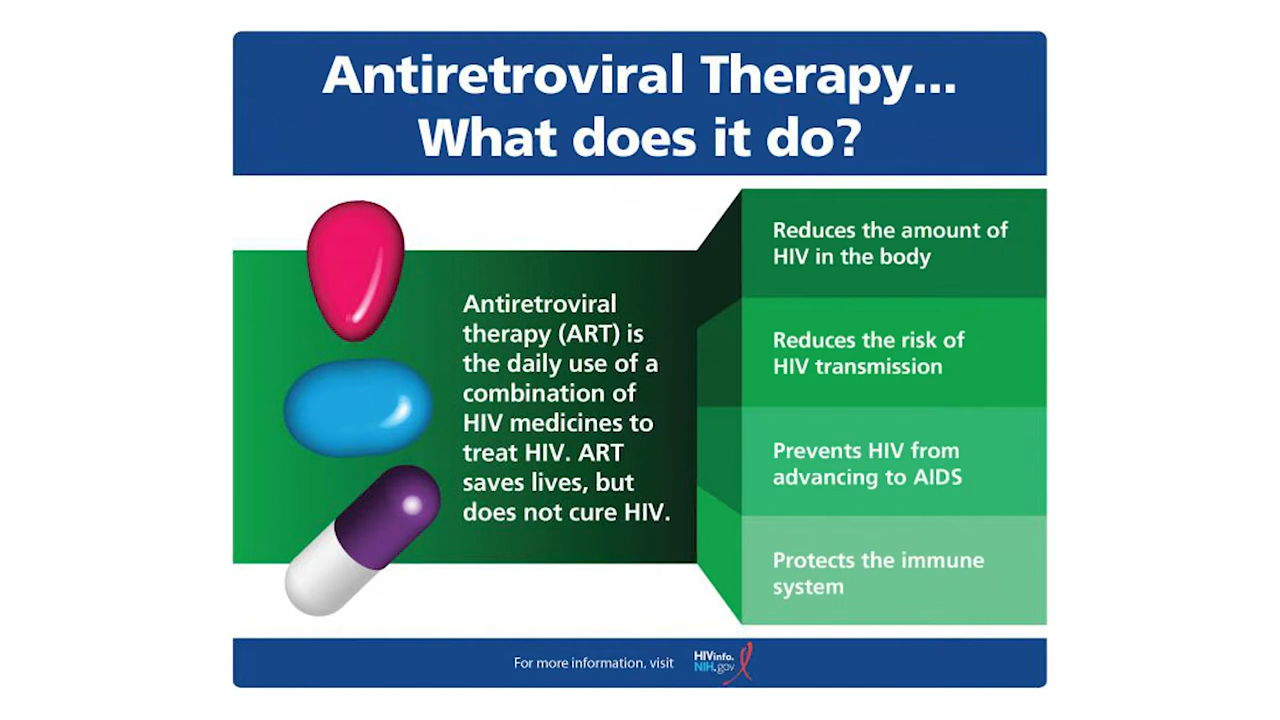 Antiretroviral Therapy...
What does it do?
Antiretroviral
therapy (ART) is
the daily use of a
combination of
HIV medicines to
treat HIV. ART
saves lives, but
does not cure HIV.
Reduces the amount of
HIV in the body
Reduces the risk of
HIV transmission
Prevents HIV from
advancing to AIDS
Protects the immune
system
For more information, visit
HIVinfo.
NIH.gov